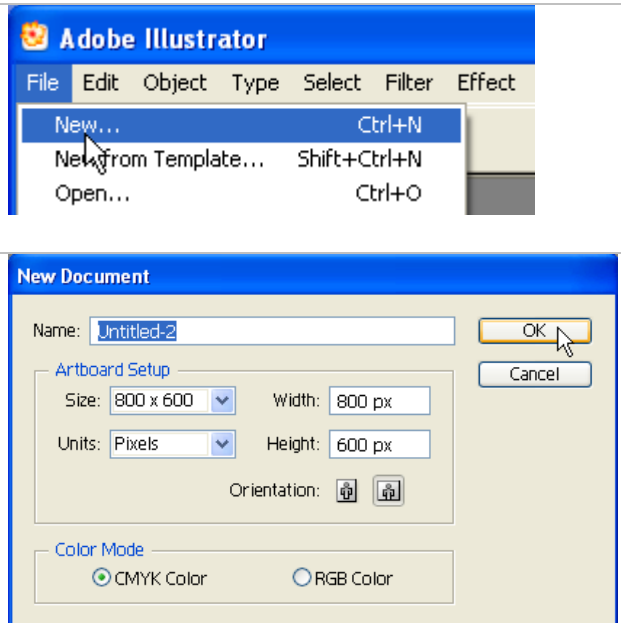 Adobe Illustrator
File Edit Object Type Select Filter Effect
New... Ctrl+N
New from Template... Shift+Ctrl+N
Open... Ctrl+O
New Document
Name: Untitled-2 OK
Artboard Setup Cancel
Size: 800 x 600 Width: 800 px
Units: Pixels Height: 600 px
Orientation:
Color Mode
CMYK Color RGB Color